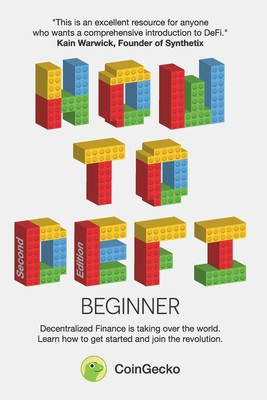 "This is an excellent resource for anyone
who wants a comprehensive introduction to DeFi."
Kain Warwick, Founder of Synthetix
HOW
TO
DEFI
Second
Edition
BEGINNER
Decentralized Finance is taking over the world.
Learn how to get started and join the revolution.
CoinGecko